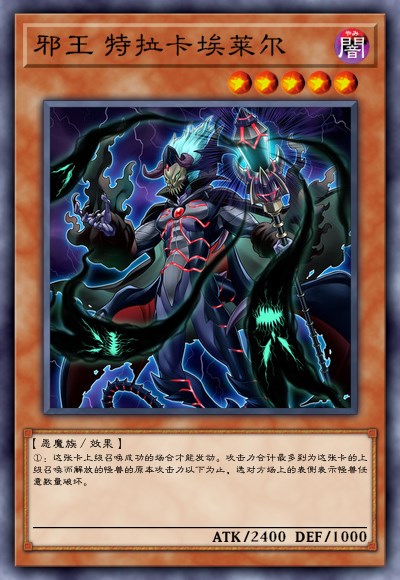 邪王 特拉卡埃莱尔
やみ
闇
【恶魔族／效果】
①：这张卡上级召唤成功的场合才能发动。攻击力合计最多到为这张卡的上
级召唤而解放的怪兽的原本攻击力以下为止，选对方场上的表侧表示怪兽任
意数量破坏。
ATK/2400 DEF/1000